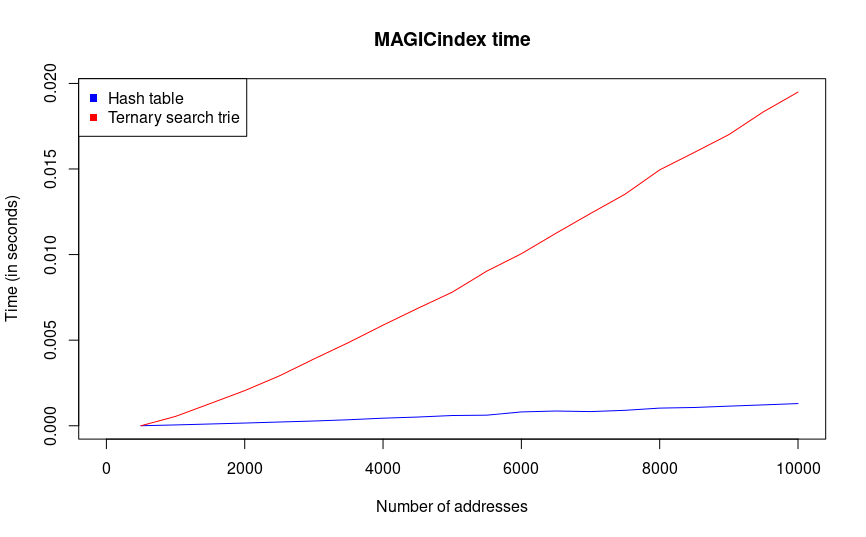 MAGICindex time
Hash table
Ternary search trie
0.020
0.015
0.010
0.005
0.000
Time (in seconds)
0 2000 4000 6000 8000 10000
Number of addresses